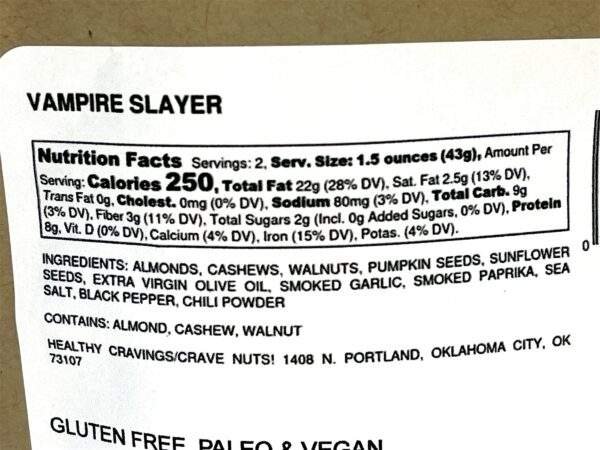 VAMPIRE SLAYER
Nutrition Facts Servings: 2, Serv. Size: 1.5 ounces (43g), Amount Per
Serving: Calories 250, Total Fat 22g (28% DV), Sat. Fat 2.5g (13% DV),
Trans Fat 0g, Cholest. 0mg (0% DV), Sodium 80mg (3% DV), Total Carb. 9g
(3% DV), Fiber 3g (11% DV), Total Sugars 2g (Incl. 0g Added Sugars, 0% DV), Protein
8g, Vit. D (0% DV), Calcium (4% DV), Iron (15% DV), Potas. (4% DV).
INGREDIENTS: ALMONDS, CASHEWS, WALNUTS, PUMPKIN SEEDS, SUNFLOWER
SEEDS, EXTRA VIRGIN OLIVE OIL, SMOKED GARLIC, SMOKED PAPRIKA, SEA
SALT, BLACK PEPPER, CHILI POWDER
0
CONTAINS: ALMOND, CASHEW, WALNUT
HEALTHY CRAVINGS/CRAVE NUTS! 1408 N. PORTLAND, OKLAHOMA CITY, OK
73107
GLUTEN FREE PALEO & VEGAN